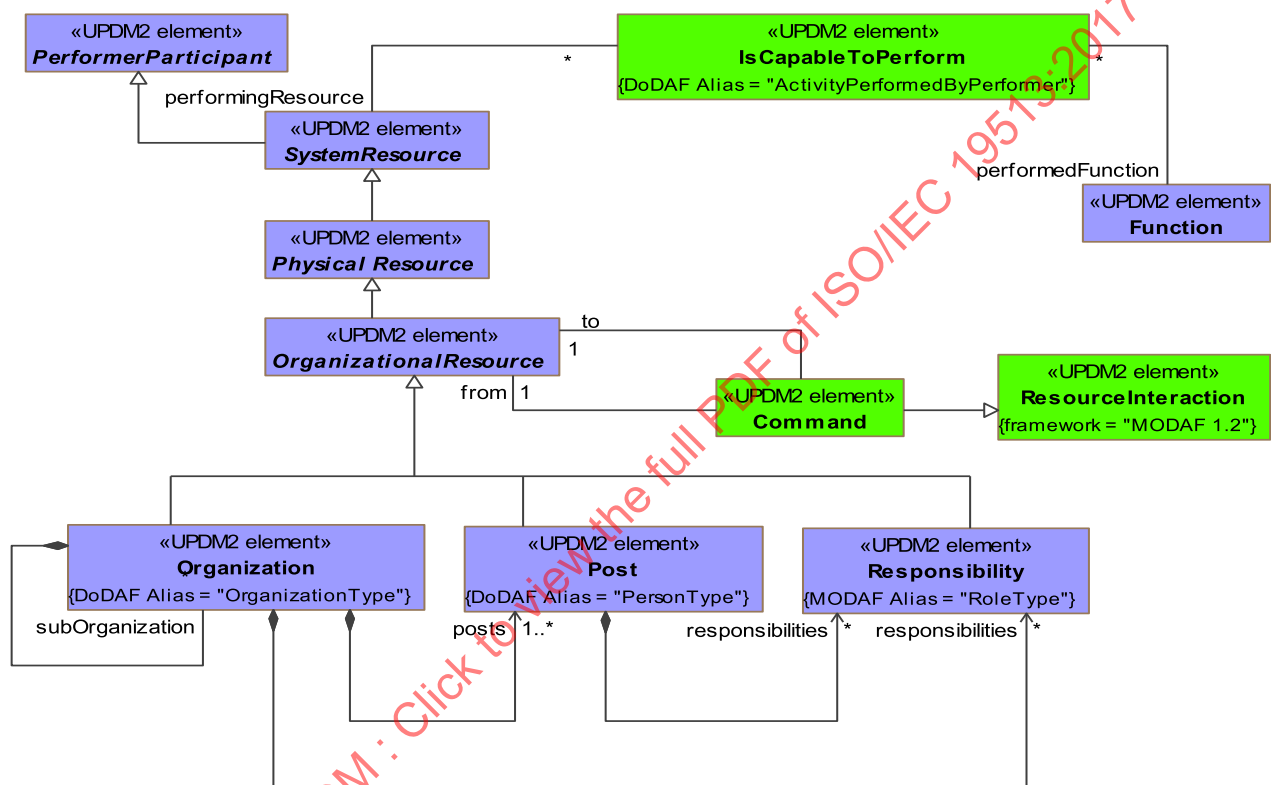 «UPDM2 element»
PerformerParticipant
«UPDM2 element»
IsCapableToPerform
{DoDAF Alias = "ActivityPerformedByPerformer"}
*
*
performingResource
«UPDM2 element»
SystemResource
performedFunction
«UPDM2 element»
Function
«UPDM2 element»
Physical Resource
«UPDM2 element»
OrganizationalResource
to
1
from
1
«UPDM2 element»
Command
«UPDM2 element»
ResourceInteraction
{framework = "MODAF 1.2"}
«UPDM2 element»
Organization
{DoDAF Alias = "OrganizationType"}
«UPDM2 element»
Post
{DoDAF Alias = "PersonType"}
«UPDM2 element»
Responsibility
{MODAF Alias = "RoleType"}
*
subOrganization
posts
1..*
responsibilities
*
responsibilities
*
OM : Click to view the full PDF of ISO/IEC 19513:2017